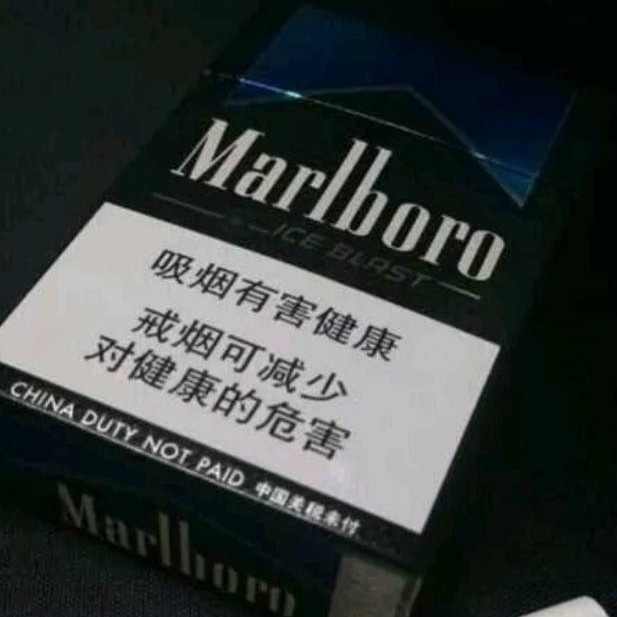 Marlboro
ICE BLAST
吸烟有害健康
戒烟可减少
对健康的危害
CHINA DUTY NOT PAID 中国关税未付
Marlboro